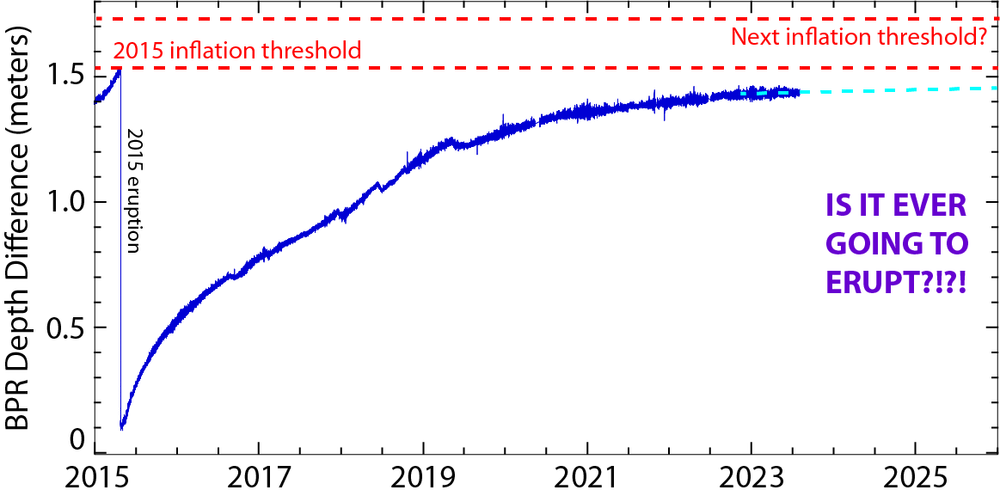 2015 inflation threshold
Next inflation threshold?
BPR Depth Difference (meters)
1.5
1.0
0.5
0
2015 eruption
IS IT EVER
GOING TO
ERUPT?!?!
2015
2017
2019
2021
2023
2025